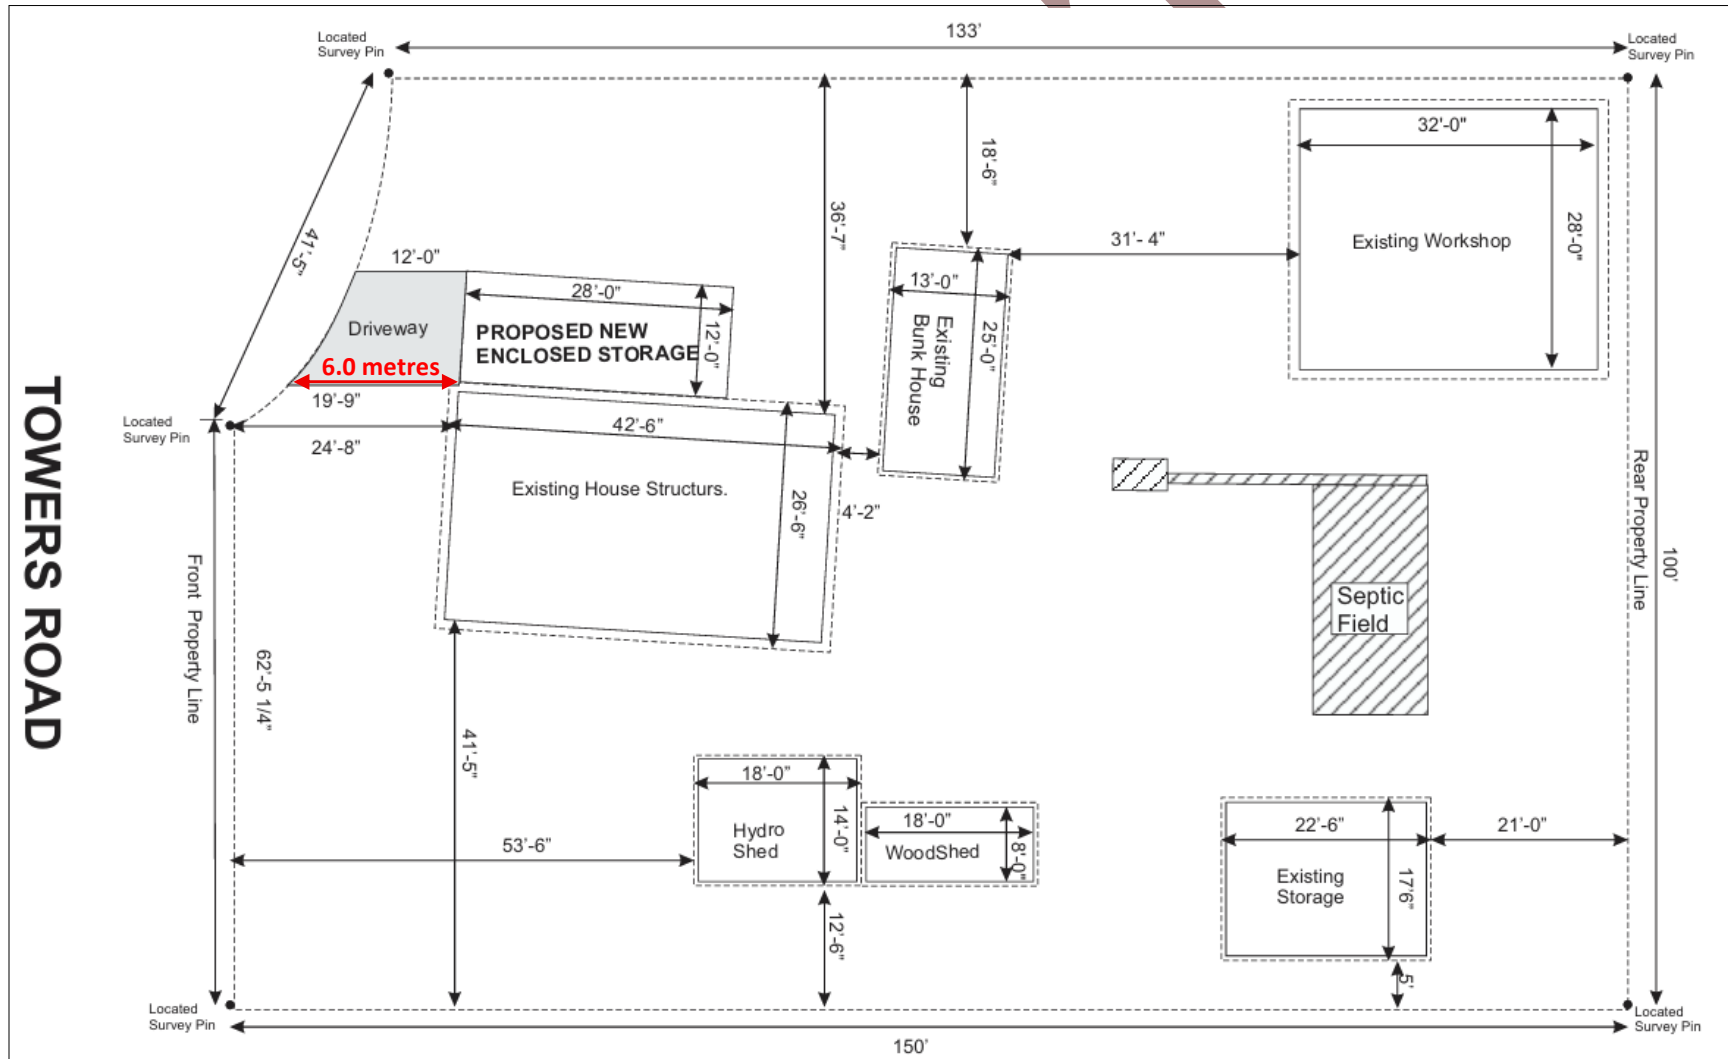 133'
Located
Survey Pin
Located
Survey Pin
32'-0"
18'-6"
36'-7"
28'-0"
41'-5"
31'- 4"
Existing Workshop
12'-0"
13'-0"
28'-0"
Driveway
PROPOSED NEW
ENCLOSED STORAGE
12'-0"
Existing
Bunk House
25'-0"
6.0 metres
19'-9"
Located
Survey Pin
24'-8"
42'-6"
Existing House Structurs.
26'-6"
4'-2"
TOWERS ROAD
Front Property Line
62'-5 1/4"
Rear Property Line
100'
Septic
Field
41'-5"
18'-0"
14'-0"
Hydro
Shed
18'-0"
8'-0"
WoodShed
53'-6"
22'-6"
21'-0"
Existing
Storage
17'6"
12'-6"
5'
Located
Survey Pin
Located
Survey Pin
150'